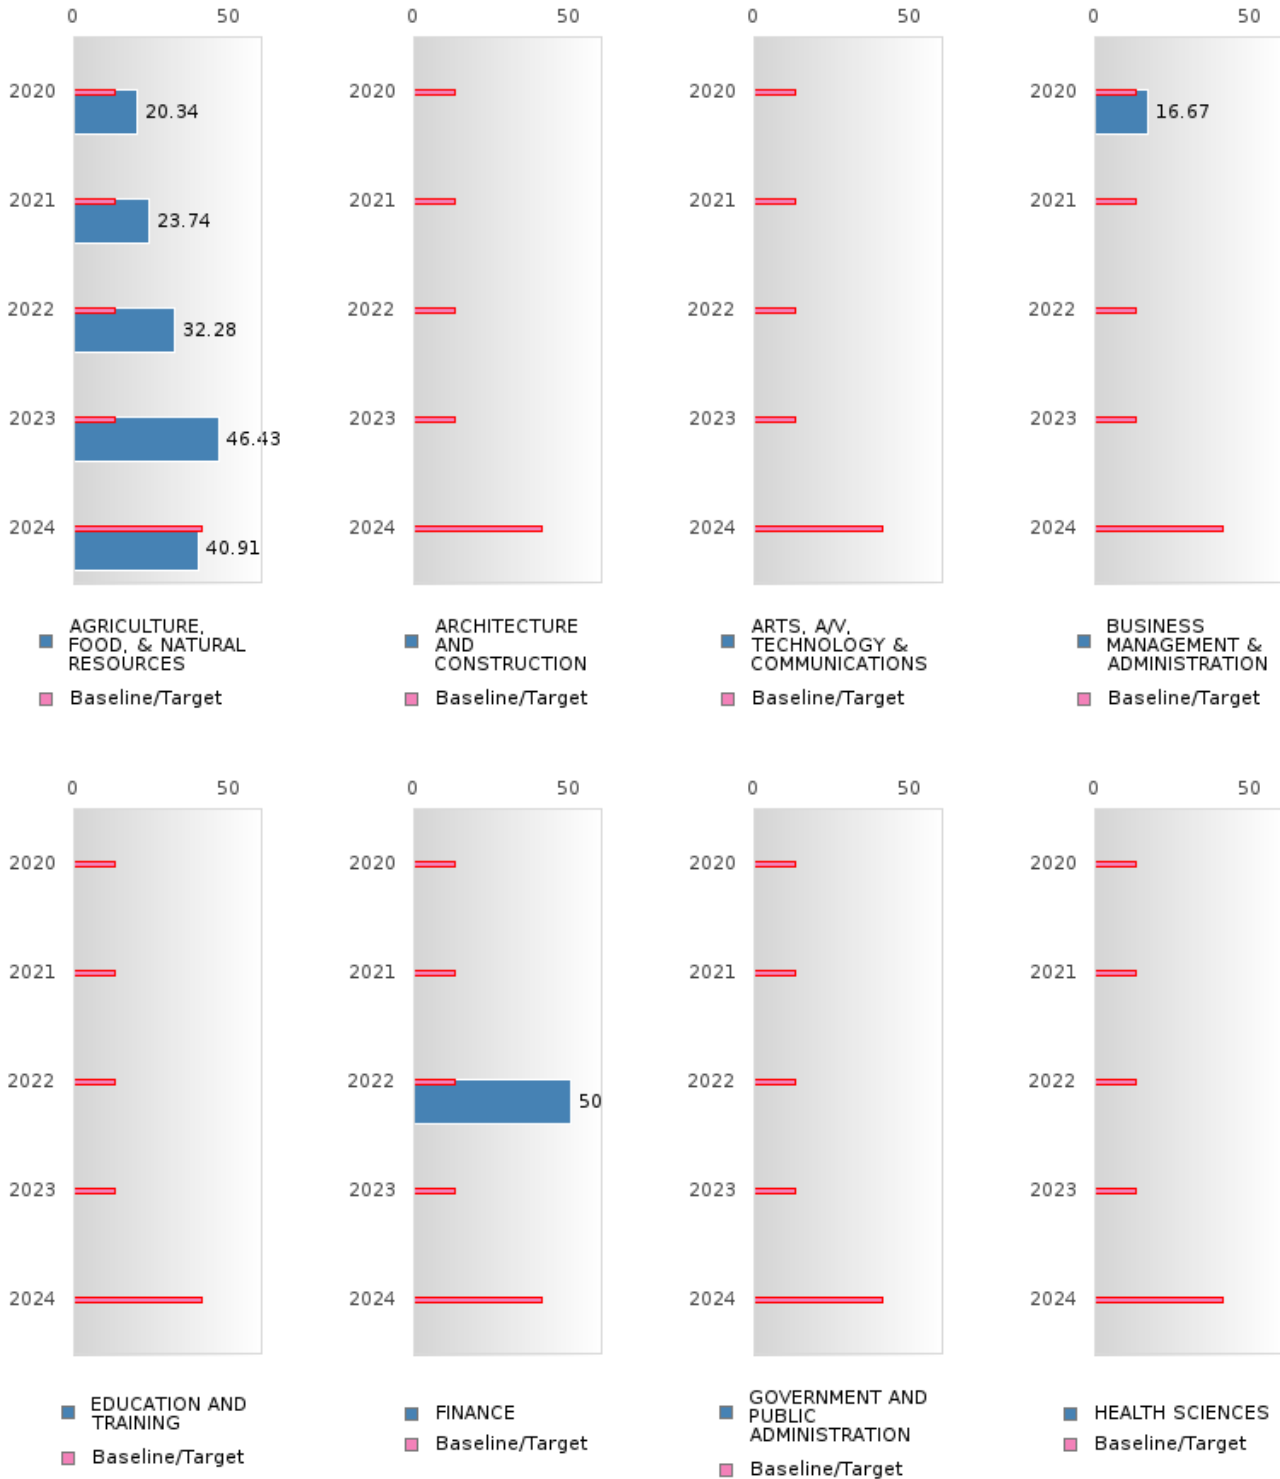 0 50
0 50
0 50
0 50
2020
20.34
2021
23.74
2022
32.28
2023
46.43
2024
40.91
2020
2021
2022
2023
2024
2020
2021
2022
2023
2024
2020
16.67
2021
2022
2023
2024
AGRICULTURE,
FOOD, & NATURAL
RESOURCES
Baseline/Target
ARCHITECTURE
AND
CONSTRUCTION
Baseline/Target
ARTS, A/V,
TECHNOLOGY &
COMMUNICATIONS
Baseline/Target
BUSINESS
MANAGEMENT &
ADMINISTRATION
Baseline/Target
0 50
0 50
0 50
0 50
2020
2021
2022
2023
2024
2020
2021
2022
50
2023
2024
2020
2021
2022
2023
2024
2020
2021
2022
2023
2024
EDUCATION AND
TRAINING
Baseline/Target
FINANCE
Baseline/Target
GOVERNMENT AND
PUBLIC
ADMINISTRATION
Baseline/Target
HEALTH SCIENCES
Baseline/Target